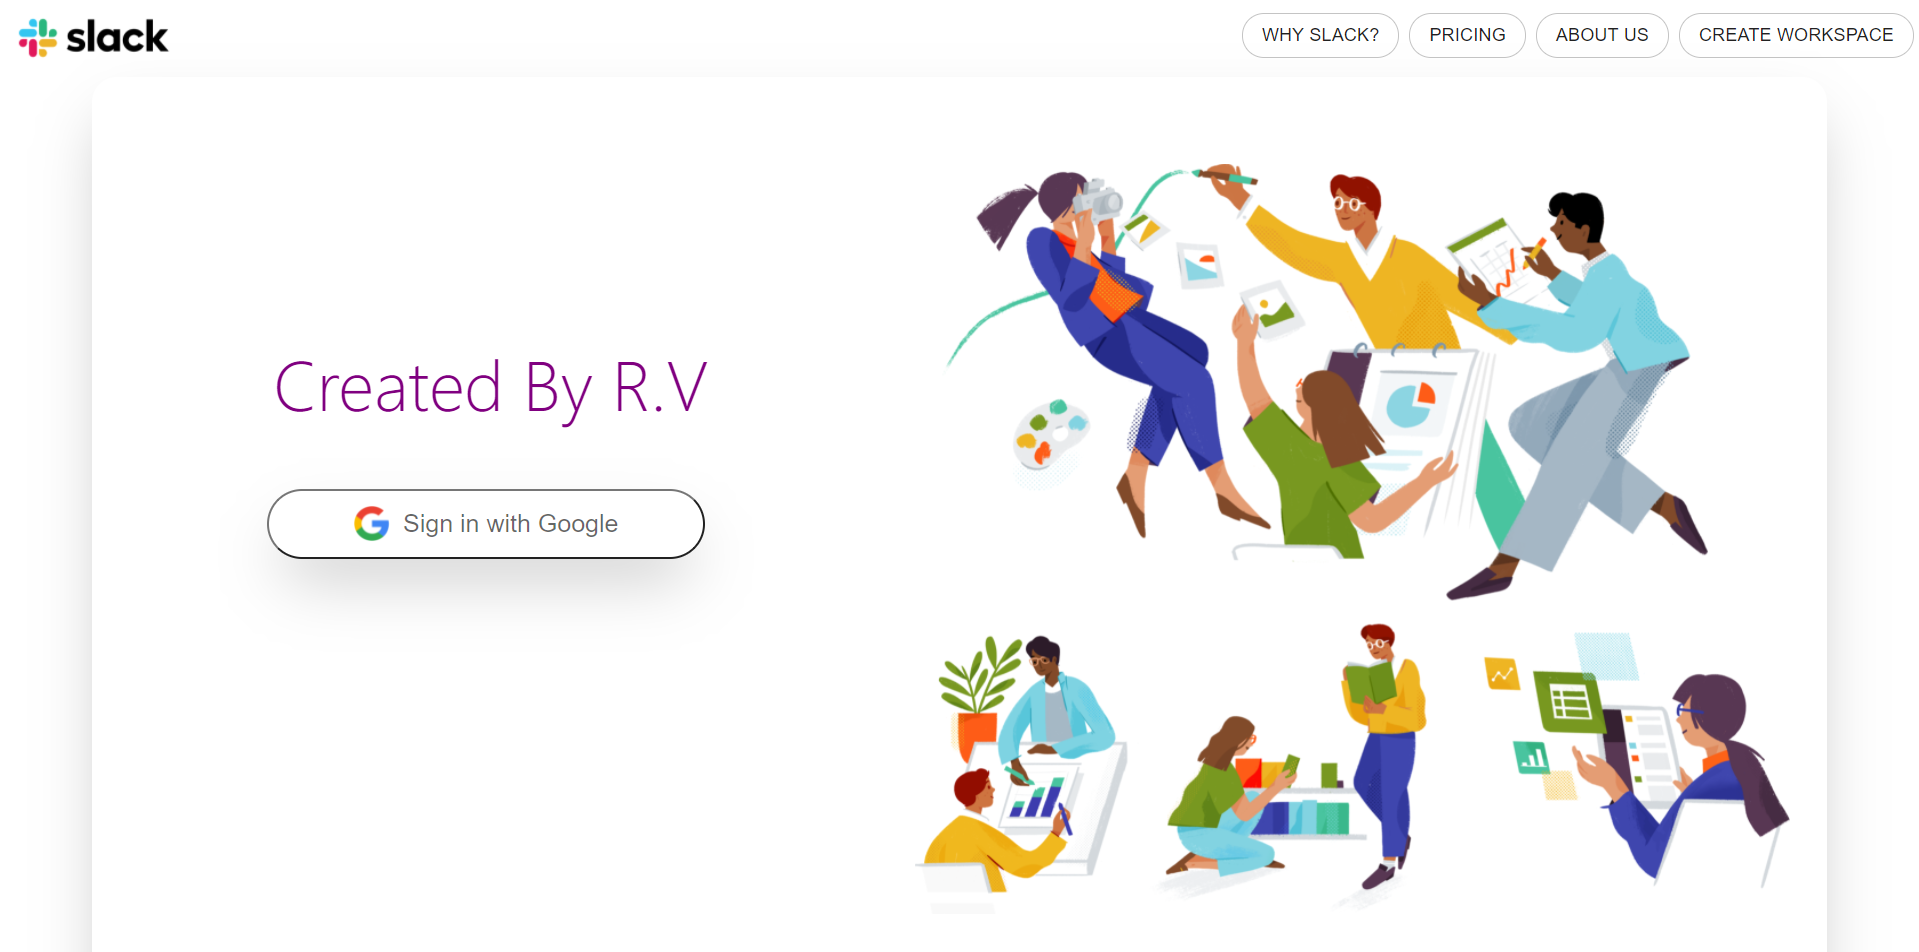 slack
WHY SLACK?
PRICING
ABOUT US
CREATE WORKSPACE
Created By R.V
Sign in with Google